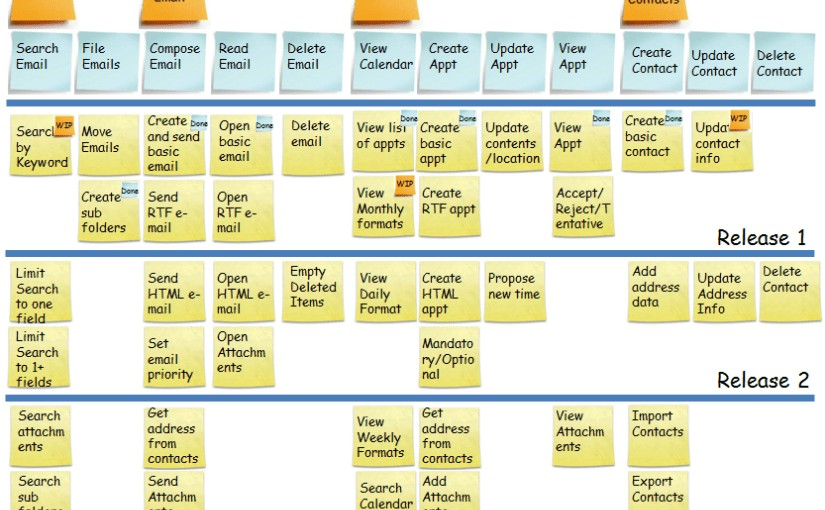 Email
Contacts
Search
Email
File
Emails
Compose
Email
Read
Email
Delete
Email
View
Calendar
Create
Appt
Update
Appt
View
Appt
Create
Contact
Update
Contact
Delete
Contact
Search
WIP
by
Keyword
Move
Emails
Create
Done
and send
basic
email
Open
Done
basic
email
Delete
email
View list
Done
of appts
Create
Done
basic
appt
Update
contents
/location
View
Done
Appt
Create
Done
basic
contact
Update
WIP
contact
info
Create
Done
sub
folders
Send
RTF e-
mail
Open
RTF e-
mail
View
WIP
Monthly
formats
Create
RTF appt
Accept/
Reject/T
entative
Release 1
Limit
Search
to one
field
Send
HTML e-
mail
Open
HTML e-
mail
Empty
Deleted
Items
View
Daily
Format
Create
HTML
appt
Propose
new time
Add
address
data
Update
Address
Info
Delete
Contact
Limit
Search
to 1+
fields
Set
email
priority
Open
Attachm
ents
Mandato
ry/Optio
nal
Release 2
Search
attachm
ents
Get
address
from
contacts
View
Weekly
Formats
Get
address
from
contacts
View
Attachm
ents
Import
Contacts
Search
sub
folders
Send
Attachm
Search
Calendar
Add
Attachm
Export
Contacts